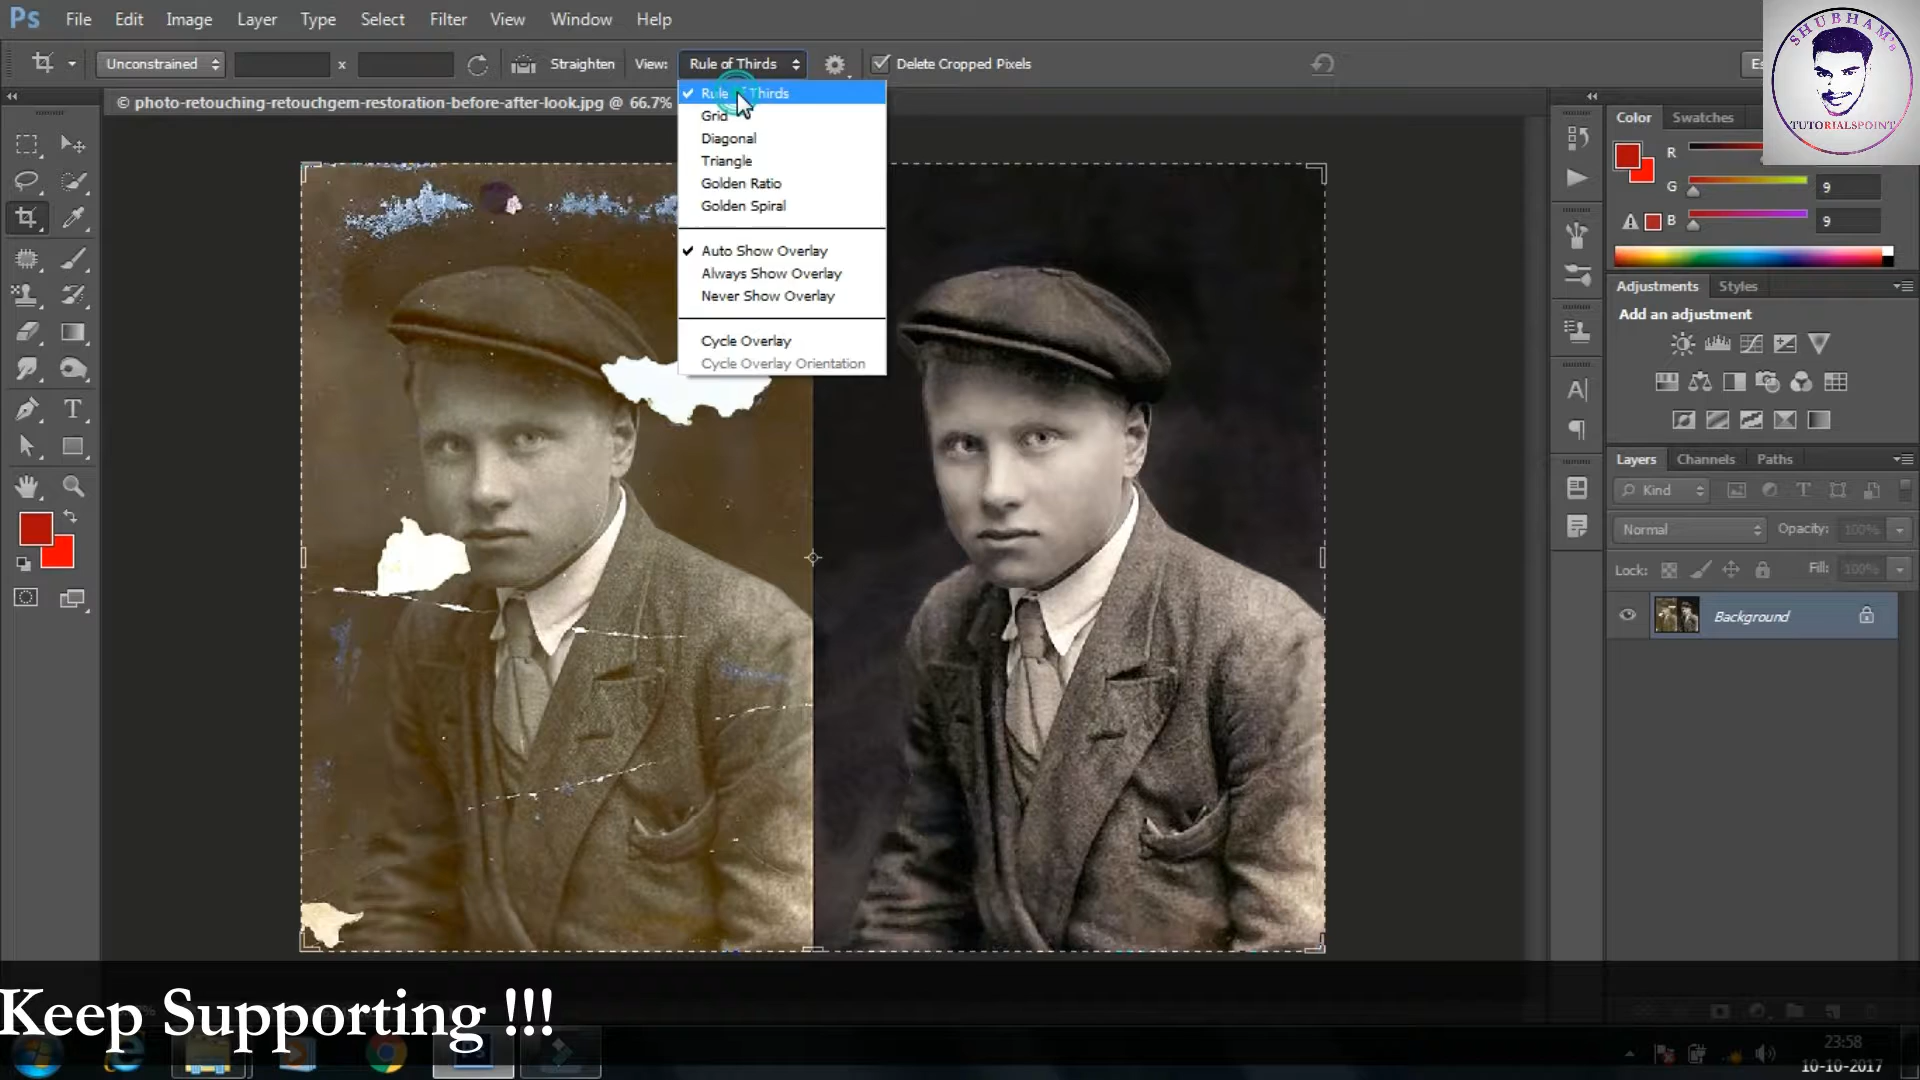 Ps File Edit Image Layer Type Select Filter View Window Help
Unconstrained x Straighten View: Rule of Thirds Delete Cropped Pixels
SHUBHAM's
TUTORIALSPOINT
© photo-retouching-retouchgem-restoration-before-after-look.jpg @ 66.7%
Rule of Thirds
Grid
Diagonal
Triangle
Golden Ratio
Golden Spiral
Auto Show Overlay
Always Show Overlay
Never Show Overlay
Cycle Overlay
Cycle Overlay Orientation
Color Swatches
R
G 9
B 9
Adjustments Styles
Add an adjustment
Layers Channels Paths
Kind
Normal Opacity: 100%
Lock: Fill: 100%
Background
Keep Supporting !!!
23:58
10-10-2017